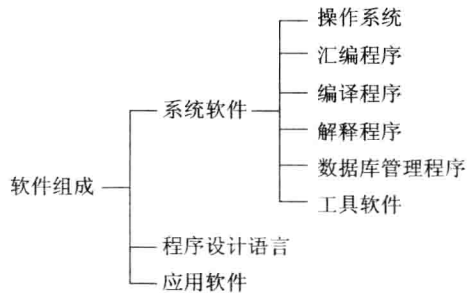 操作系统
汇编程序
编译程序
系统软件
解释程序
数据库管理程序
软件组成
工具软件
程序设计语言
应用软件